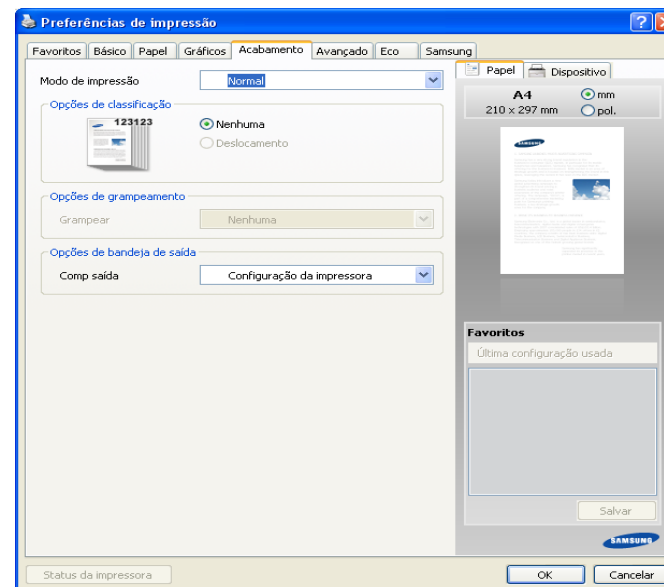 Preferências de impressão
Favoritos Básico Papel Gráficos Acabamento Avançado Eco Samsung
Modo de impressão Normal
Opções de classificação
123123
Nenhuma
Deslocamento
Opções de grampeamento
Grampear Nenhuma
Opções de bandeja de saída
Comp saída Configuração da impressora
Papel Dispositivo
A4 mm
210 x 297 mm pol.
SAMSUNG
Favoritos
Última configuração usada
Salvar
SAMSUNG
Status da impressora OK Cancelar